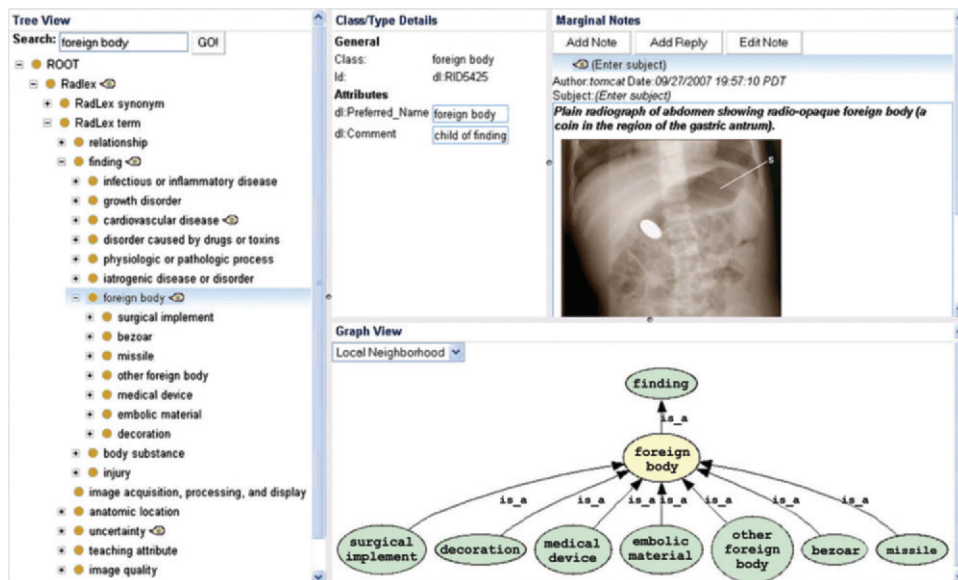 Tree View
Search: foreign body GO!
ROOT
Radlex
RadLex synonym
RadLex term
relationship
finding
infectious or inflammatory disease
growth disorder
cardiovascular disease
disorder caused by drugs or toxins
physiologic or pathologic process
iatrogenic disease or disorder
foreign body
surgical implement
bezoar
missile
other foreign body
medical device
embolic material
decoration
body substance
injury
image acquisition, processing, and display
anatomic location
uncertainty
teaching attribute
image quality
Class/Type Details
General
Class: foreign body
Id: dl:RID5425
Attributes
dl:Preferred_Name foreign body
dl:Comment child of finding
Marginal Notes
Add Note Add Reply Edit Note
(Enter subject)
Author:tomcat Date:09/27/2007 19:57:10 PDT
Subject:(Enter subject)
Plain radiograph of abdomen showing radio-opaque foreign body (a
coin in the region of the gastric antrum).
S
Graph View
Local Neighborhood
finding
is_a
foreign
body
is_a is_a is_a is_a is_a is_a is_a
surgical
implement
decoration
medical
device
embolic
material
other
foreign
body
bezoar
missile